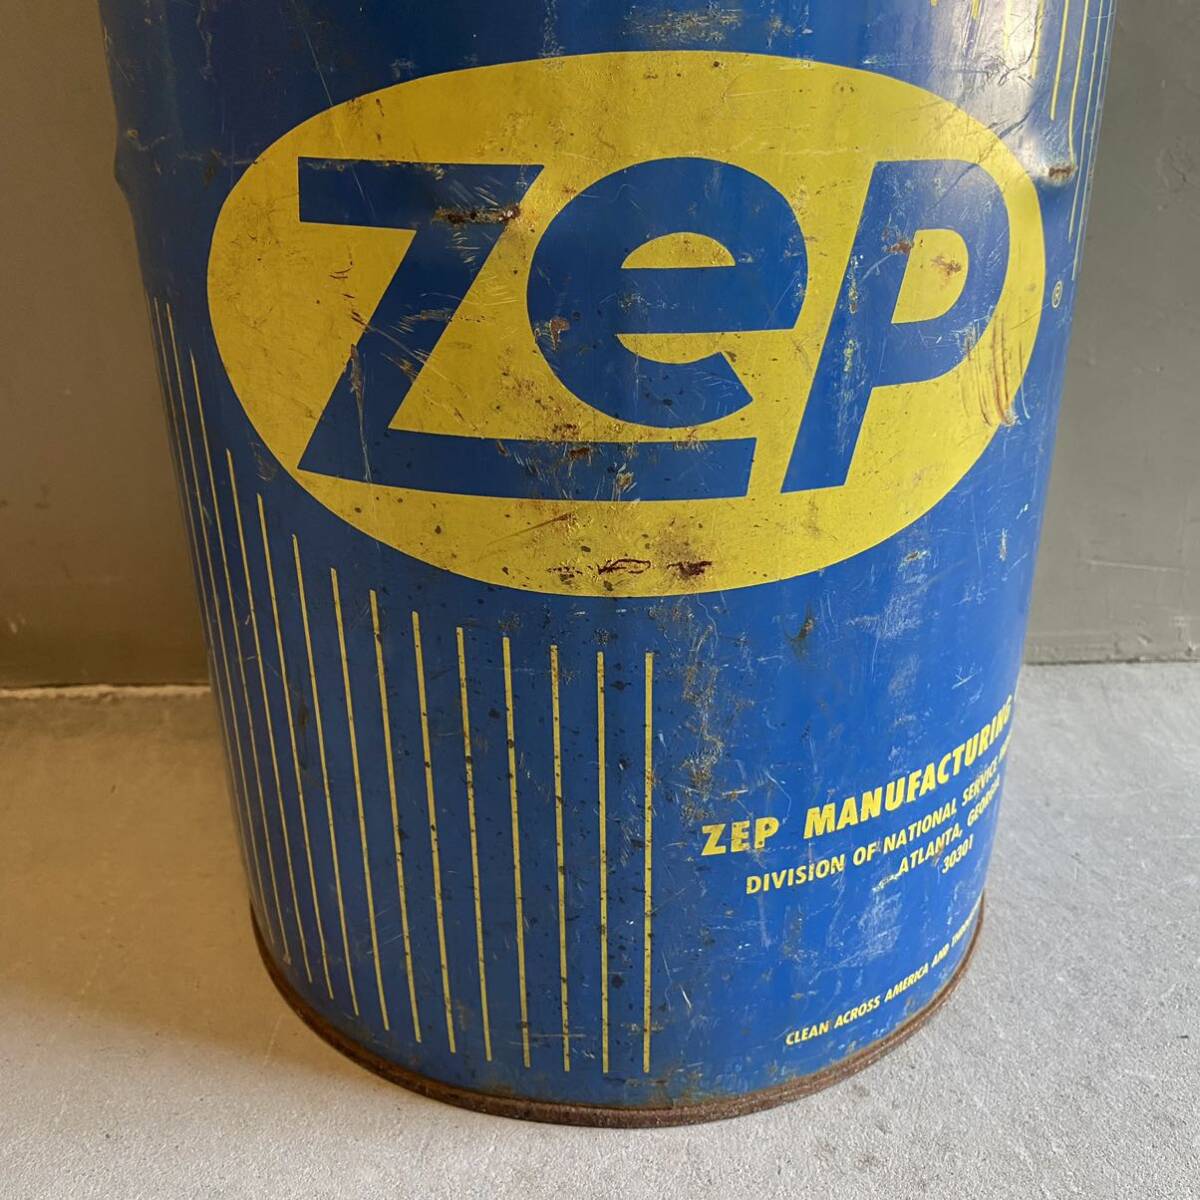 Zep
®
ZEP MANUFACTURING
DIVISION OF NATIONAL SERVICE
ATLANTA, GEORGIA
30301
CLEAN ACROSS AMERICA AND